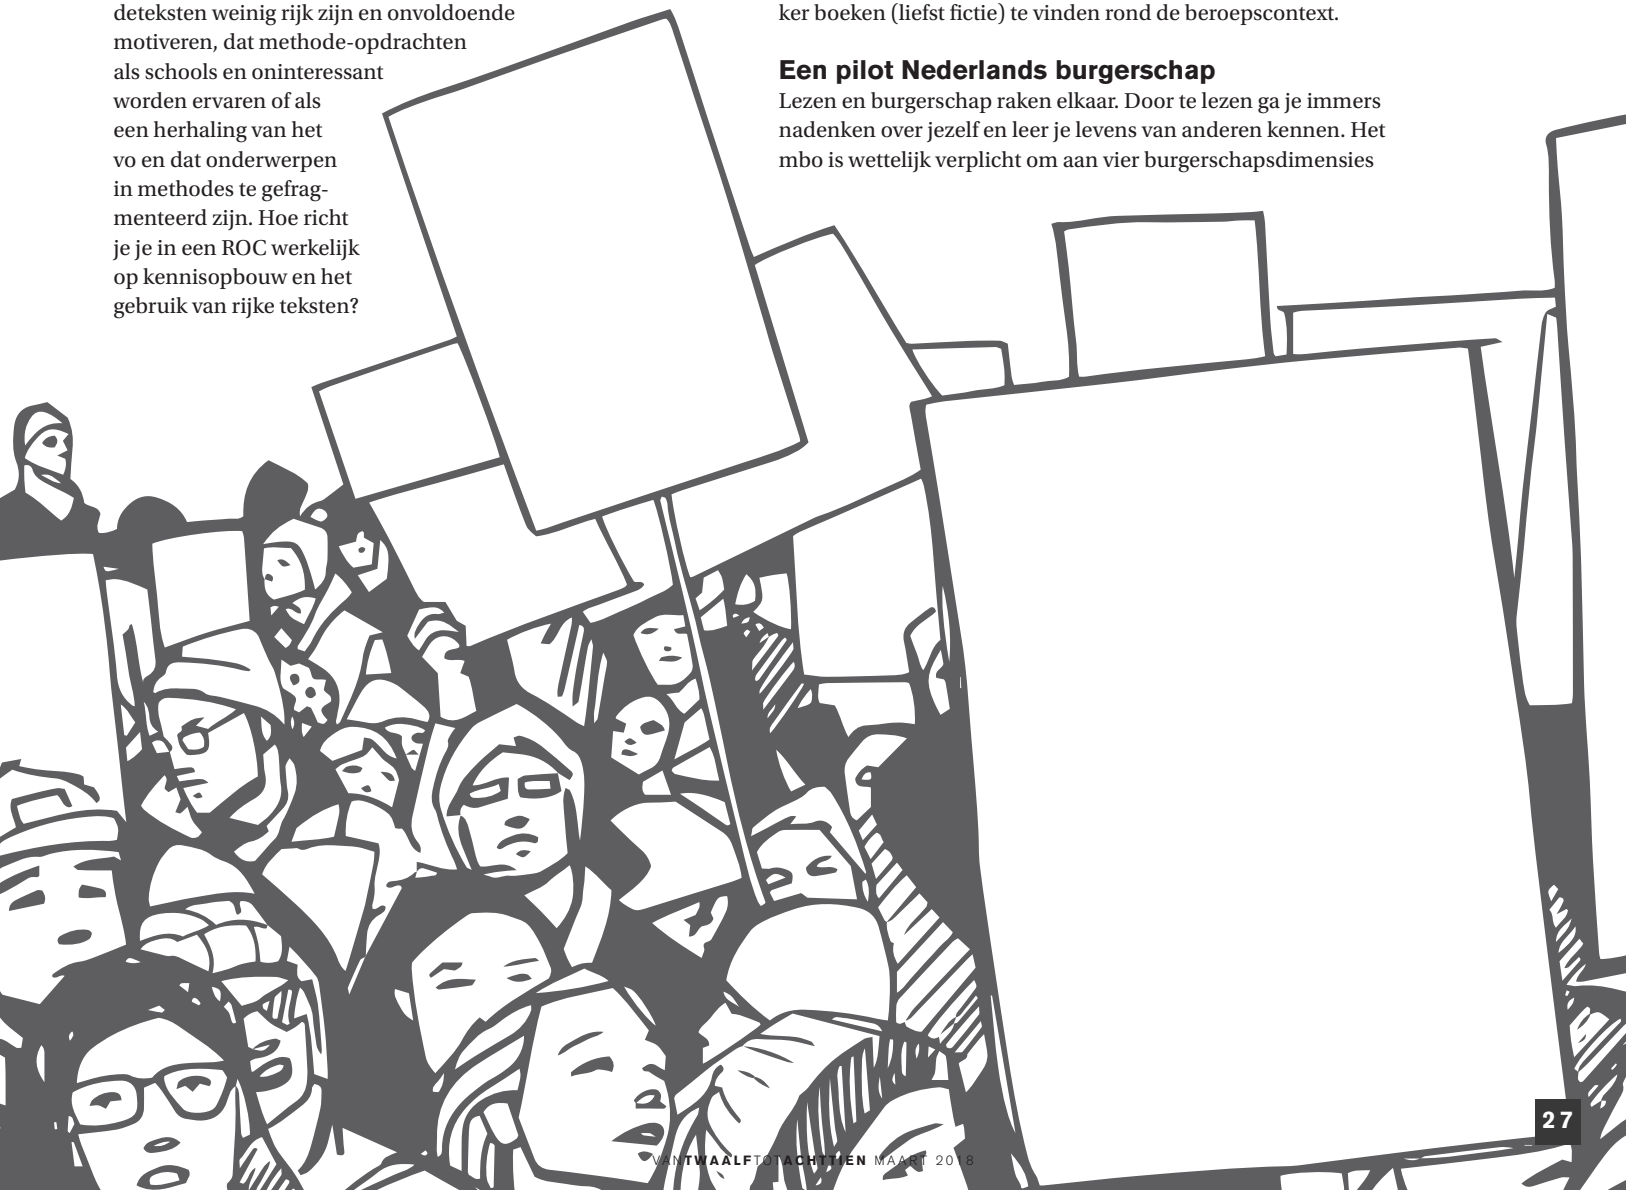 deteksten weinig rijk zijn en onvoldoende
motiveren, dat methode-opdrachten
als schools en oninteressant
worden ervaren of als
een herhaling van het
vo en dat onderwerpen
in methodes te gefrag-
menteerd zijn. Hoe richt
je je in een ROC werkelijk
op kennisopbouw en het
gebruik van rijke teksten?
ker boeken (liefst fictie) te vinden rond de beroepscontext.
Een pilot Nederlands burgerschap
Lezen en burgerschap raken elkaar. Door te lezen ga je immers
nadenken over jezelf en leer je levens van anderen kennen. Het
mbo is wettelijk verplicht om aan vier burgerschapsdimensies
27
VANTWAALFTOTACHTTIEN MAART 2018